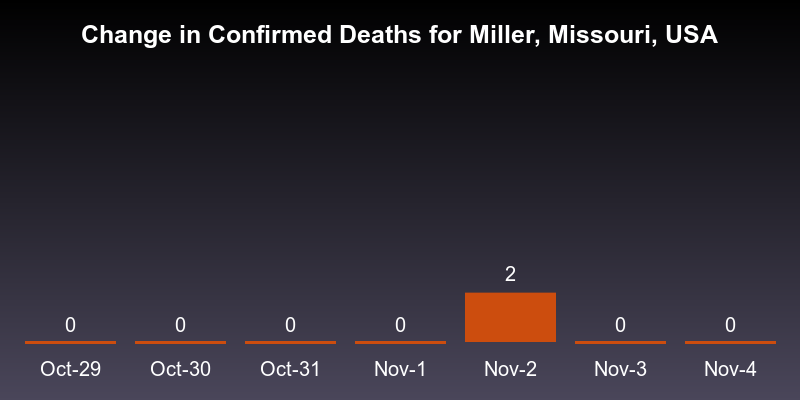 Change in Confirmed Deaths for Miller, Missouri, USA
2
0 0 0 0 0 0
Oct-29 Oct-30 Oct-31 Nov-1 Nov-2 Nov-3 Nov-4